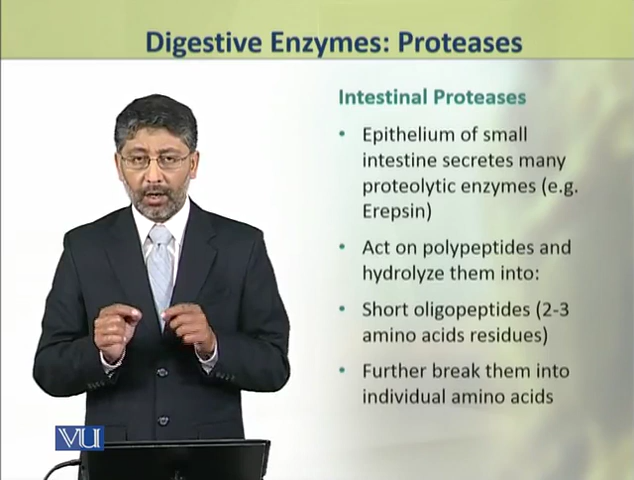 Digestive Enzymes: Proteases
Intestinal Proteases
• Epithelium of small
intestine secretes many
proteolytic enzymes (e.g.
Erepsin)
• Act on polypeptides and
hydrolyze them into:
• Short oligopeptides (2-3
amino acids residues)
• Further break them into
individual amino acids
VU